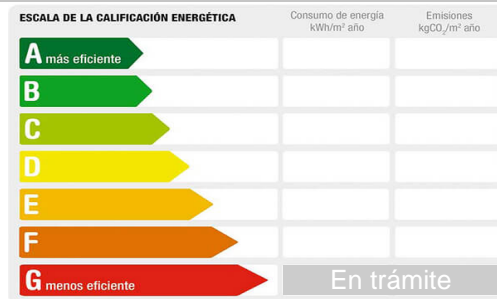 ESCALA DE LA CALIFICACIÓN ENERGÉTICA
Consumo de energía
kWh/m² año
Emisiones
kgCO₂/m² año
A más eficiente
B
C
D
E
F
G menos eficiente
En trámite